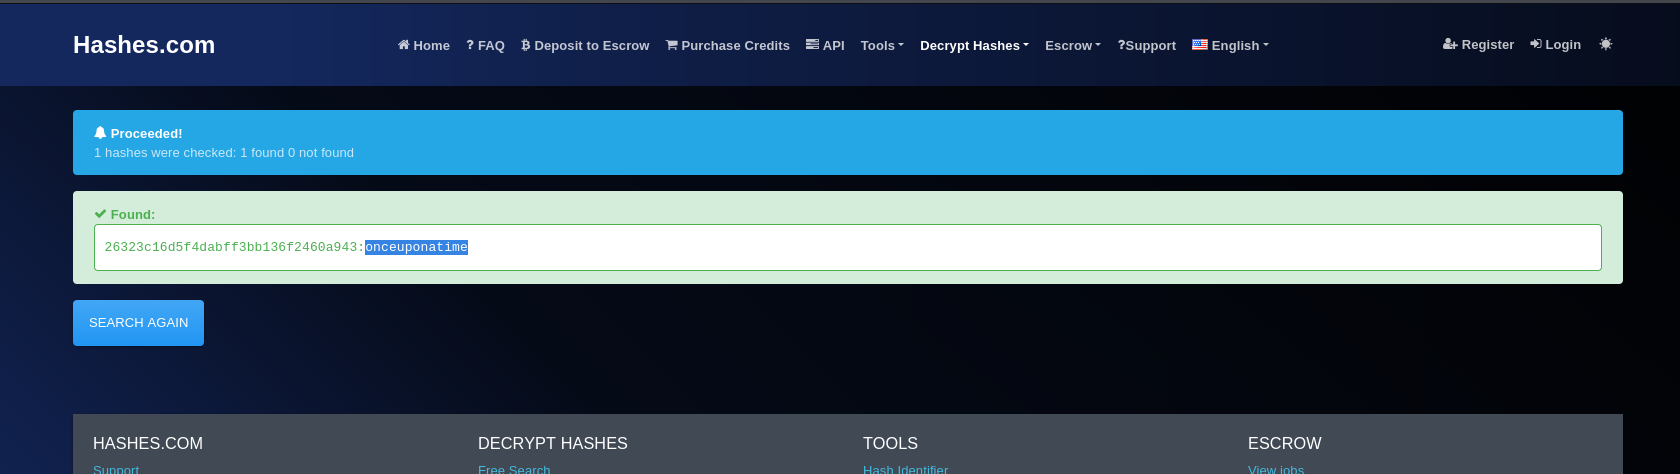 Hashes.com
Home ? FAQ Deposit to Escrow Purchase Credits API Tools Decrypt Hashes Escrow ?Support English Register Login
Proceeded!
1 hashes were checked: 1 found 0 not found
Found:
26323c16d5f4dabff3bb136f2460a943:onceuponatime
SEARCH AGAIN
HASHES.COM DECRYPT HASHES TOOLS ESCROW
Support Free Search Hash Identifier View jobs